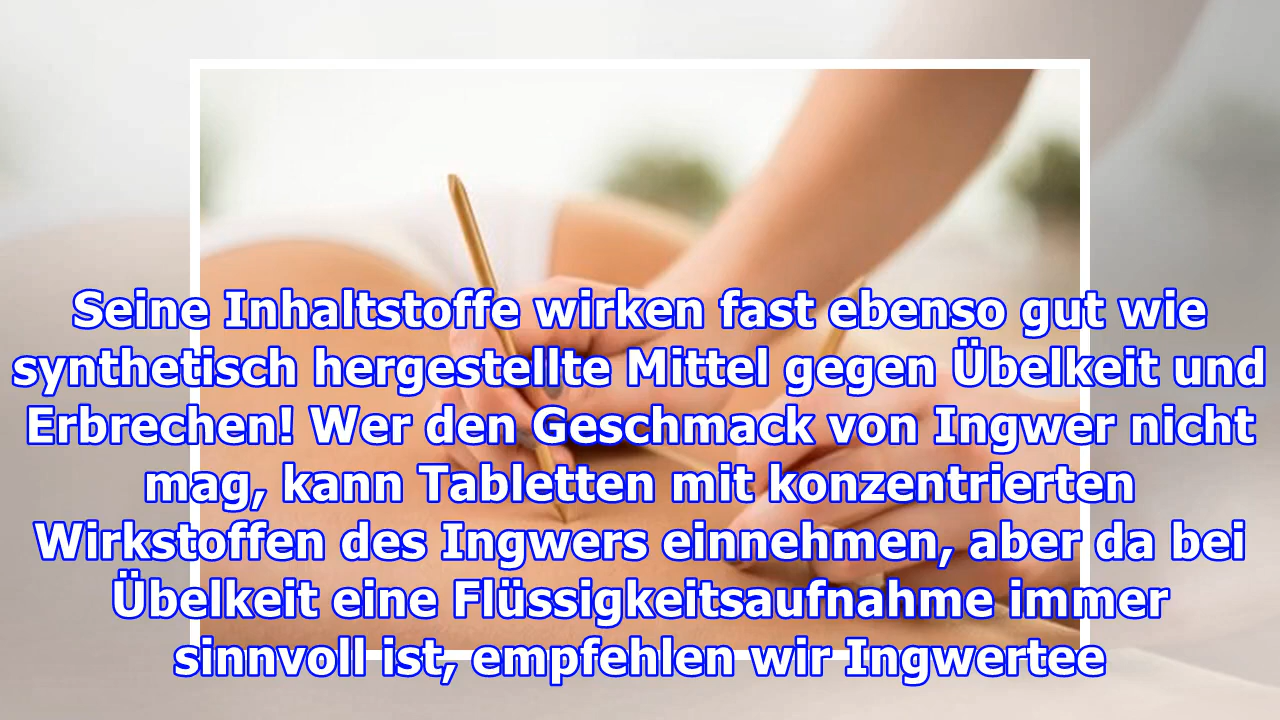 Seine Inhaltstoffe wirken fast ebenso gut wie
synthetisch hergestellte Mittel gegen Übelkeit und
Erbrechen! Wer den Geschmack von Ingwer nicht
mag, kann Tabletten mit konzentrierten
Wirkstoffen des Ingwers einnehmen, aber da bei
Übelkeit eine Flüssigkeitsaufnahme immer
sinnvoll ist, empfehlen wir Ingwertee